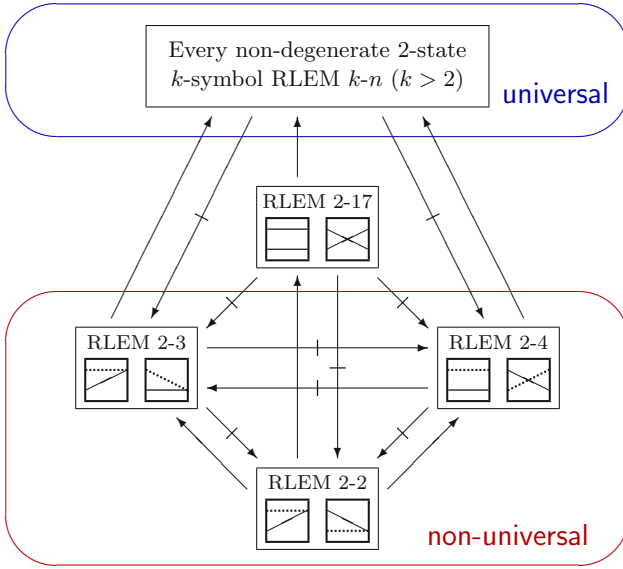 Every non-degenerate 2-state
k-symbol RLEM k-n (k > 2)
universal
RLEM 2-17
RLEM 2-3
RLEM 2-4
RLEM 2-2
non-universal